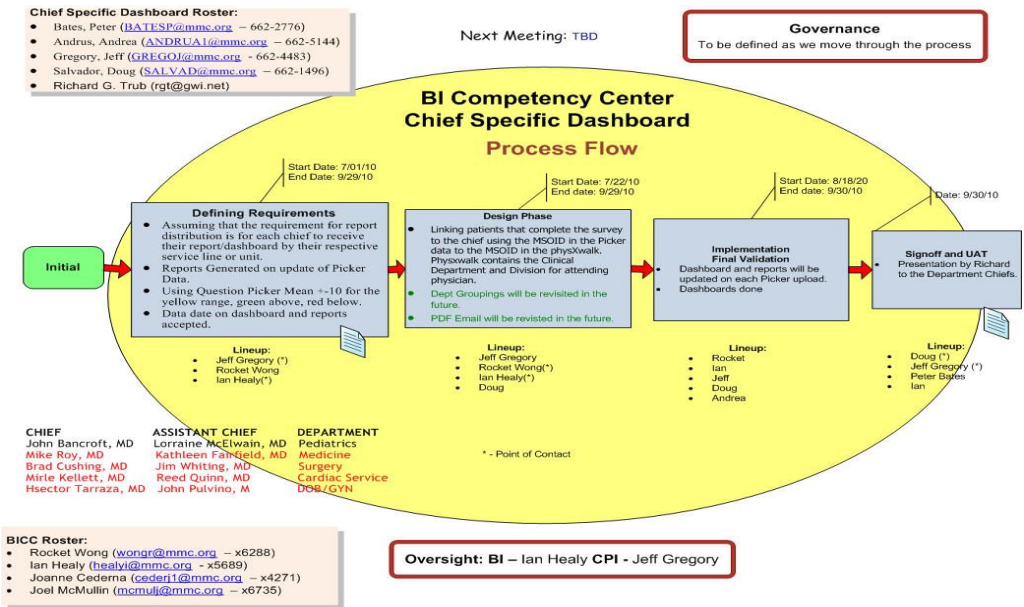 Chief Specific Dashboard Roster:
• Bates, Peter (BATESP@mmc.org – 662-2776)
• Andrus, Andrea (ANDRUA1@mmc.org – 662-5144)
• Gregory, Jeff (GREGOJ@mmc.org - 662-4483)
• Salvador, Doug (SALVAD@mmc.org – 662-1496)
• Richard G. Trub (rgt@gwi.net)
Next Meeting: TBD
Governance
To be defined as we move through the process
BI Competency Center
Chief Specific Dashboard
Process Flow
Start Date: 7/01/10
End Date: 9/29/10
Start Date: 7/22/10
End date: 9/29/10
Start Date: 8/18/20
End date: 9/30/10
Date: 9/30/10
Initial
Defining Requirements
• Assuming that the requirement for report
distribution is for each chief to receive
their report/dashboard by their respective
service line or unit.
• Reports Generated on update of Picker
Data.
• Using Question Picker Mean +-10 for the
yellow range, green above, red below.
• Data date on dashboard and reports
accepted.
Design Phase
• Linking patients that complete the survey
to the chief using the MSOID in the Picker
data to the MSOID in the physXwalk.
Physxwalk contains the Clinical
Department and Division for attending
physician.
• Dept Groupings will be revisited in the
future.
• PDF Email will be revisted in the future.
Implementation
Final Validation
• Dashboard and reports will be
updated on each Picker upload.
• Dashboards done
Signoff and UAT
• Presentation by Richard
to the Department Chiefs.
Lineup:
• Jeff Gregory (*)
• Rocket Wong
• Ian Healy(*)
Lineup:
• Jeff Gregory
• Rocket Wong(*)
• Ian Healy(*)
• Doug
Lineup:
• Rocket
• Ian
• Jeff
• Doug
• Andrea
Lineup:
• Doug (*)
• Jeff Gregory (*)
• Peter Bates
• Ian
CHIEF ASSISTANT CHIEF DEPARTMENT
John Bancroft, MD Lorraine McElwain, MD Pediatrics
Mike Roy, MD Kathleen Fairfield, MD Medicine
Brad Cushing, MD Jim Whiting, MD Surgery
Mirle Kellett, MD Reed Quinn, MD Cardiac Service
Hsector Tarraza, MD John Pulvino, M DOB/GYN
* - Point of Contact
BICC Roster:
• Rocket Wong (wongr@mmc.org – x6288)
• Ian Healy (healyi@mmc.org - x5689)
• Joanne Cederna (cederj1@mmc.org – x4271)
• Joel McMullin (mcmulj@mmc.org – x6735)
Oversight: BI – Ian Healy CPI - Jeff Gregory